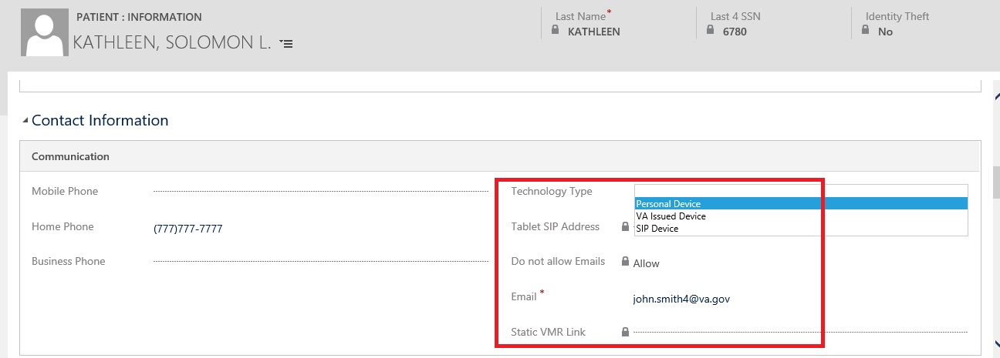 PATIENT : INFORMATION
KATHLEEN, SOLOMON L.
Last Name*
KATHLEEN
Last 4 SSN
6780
Identity Theft
No
Contact Information
Communication
Mobile Phone
Home Phone
(777)777-7777
Business Phone
Technology Type
Personal Device
VA Issued Device
SIP Device
Tablet SIP Address
Do not allow Emails
Allow
Email *
john.smith4@va.gov
Static VMR Link